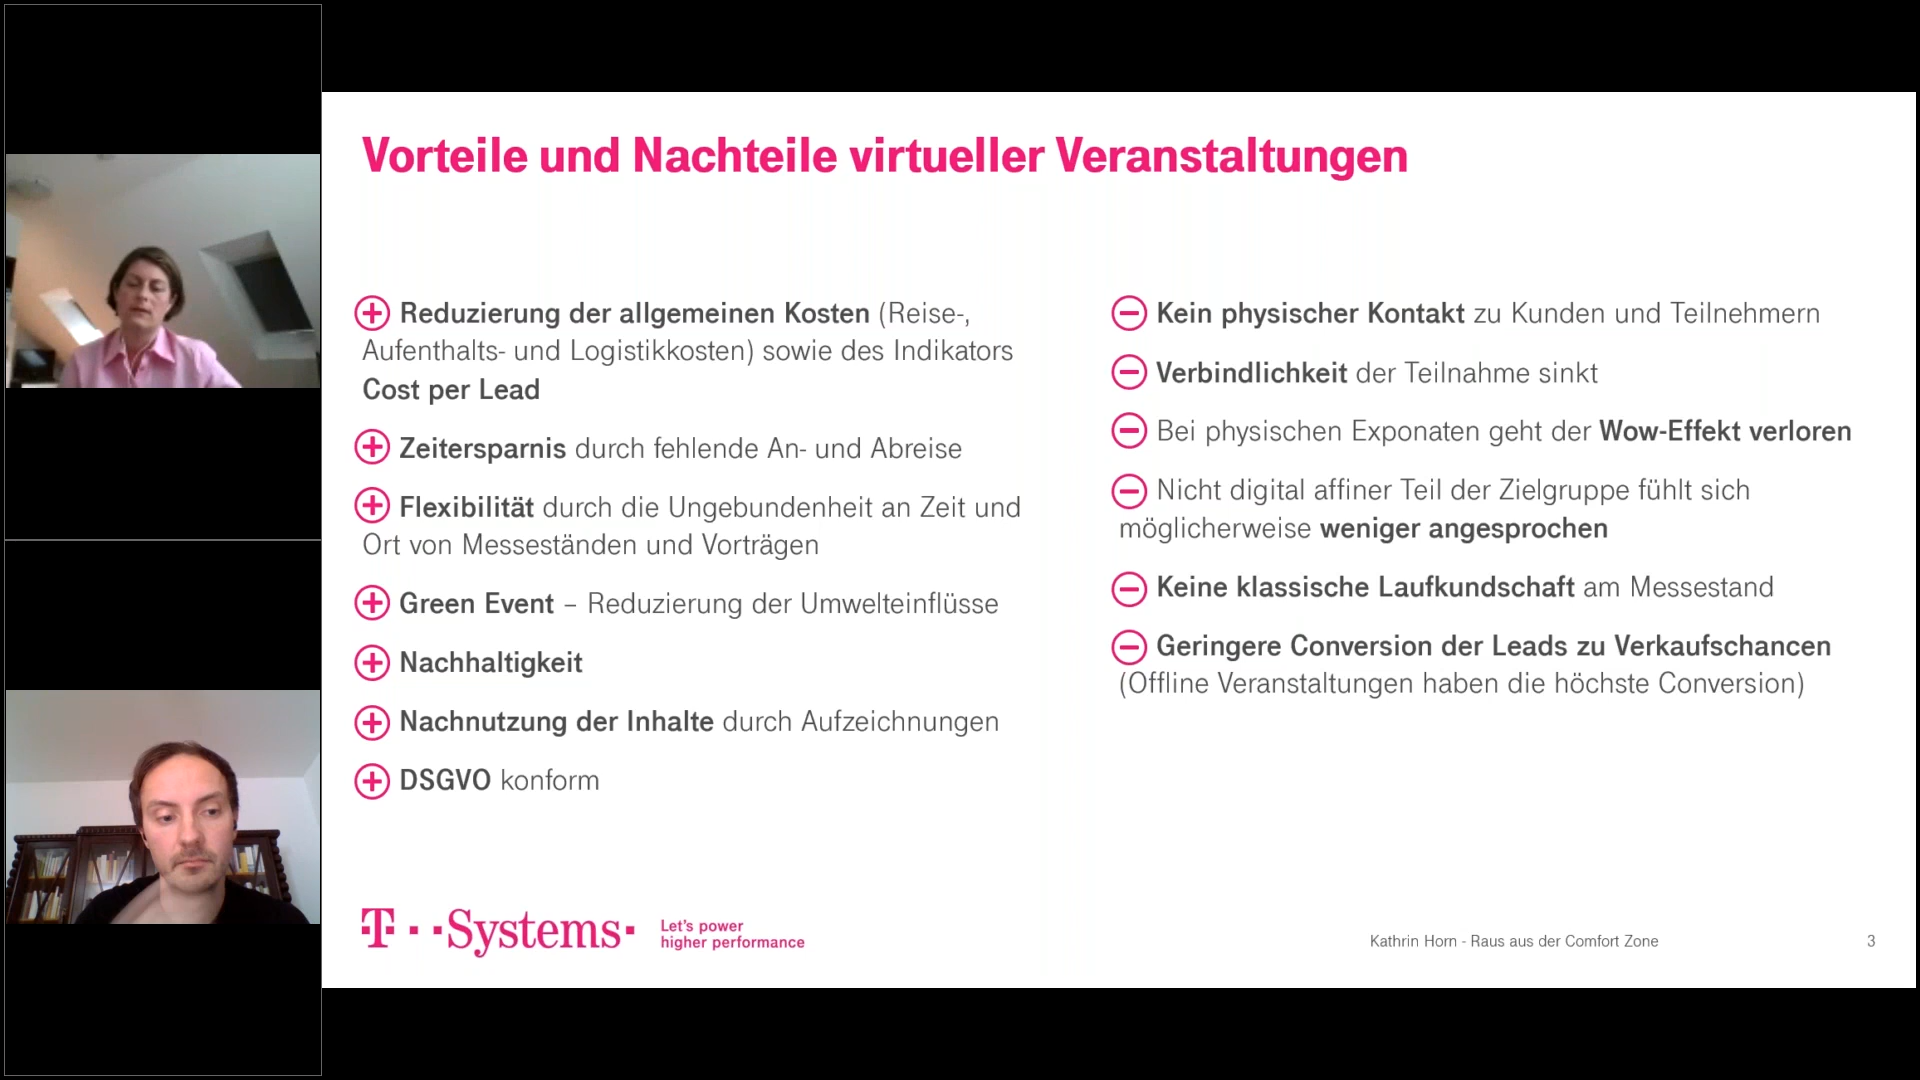 Vorteile und Nachteile virtueller Veranstaltungen
Reduzierung der allgemeinen Kosten (Reise-,
Aufenthalts- und Logistikkosten) sowie des Indikators
Cost per Lead
Zeitersparnis durch fehlende An- und Abreise
Flexibilität durch die Ungebundenheit an Zeit und
Ort von Messeständen und Vorträgen
Green Event – Reduzierung der Umwelteinflüsse
Nachhaltigkeit
Nachnutzung der Inhalte durch Aufzeichnungen
DSGVO konform
Kein physischer Kontakt zu Kunden und Teilnehmern
Verbindlichkeit der Teilnahme sinkt
Bei physischen Exponaten geht der Wow-Effekt verloren
Nicht digital affiner Teil der Zielgruppe fühlt sich
möglicherweise weniger angesprochen
Keine klassische Laufkundschaft am Messestand
Geringere Conversion der Leads zu Verkaufschancen
(Offline Veranstaltungen haben die höchste Conversion)
T··Systems·
Let's power
higher performance
Kathrin Horn - Raus aus der Comfort Zone
3